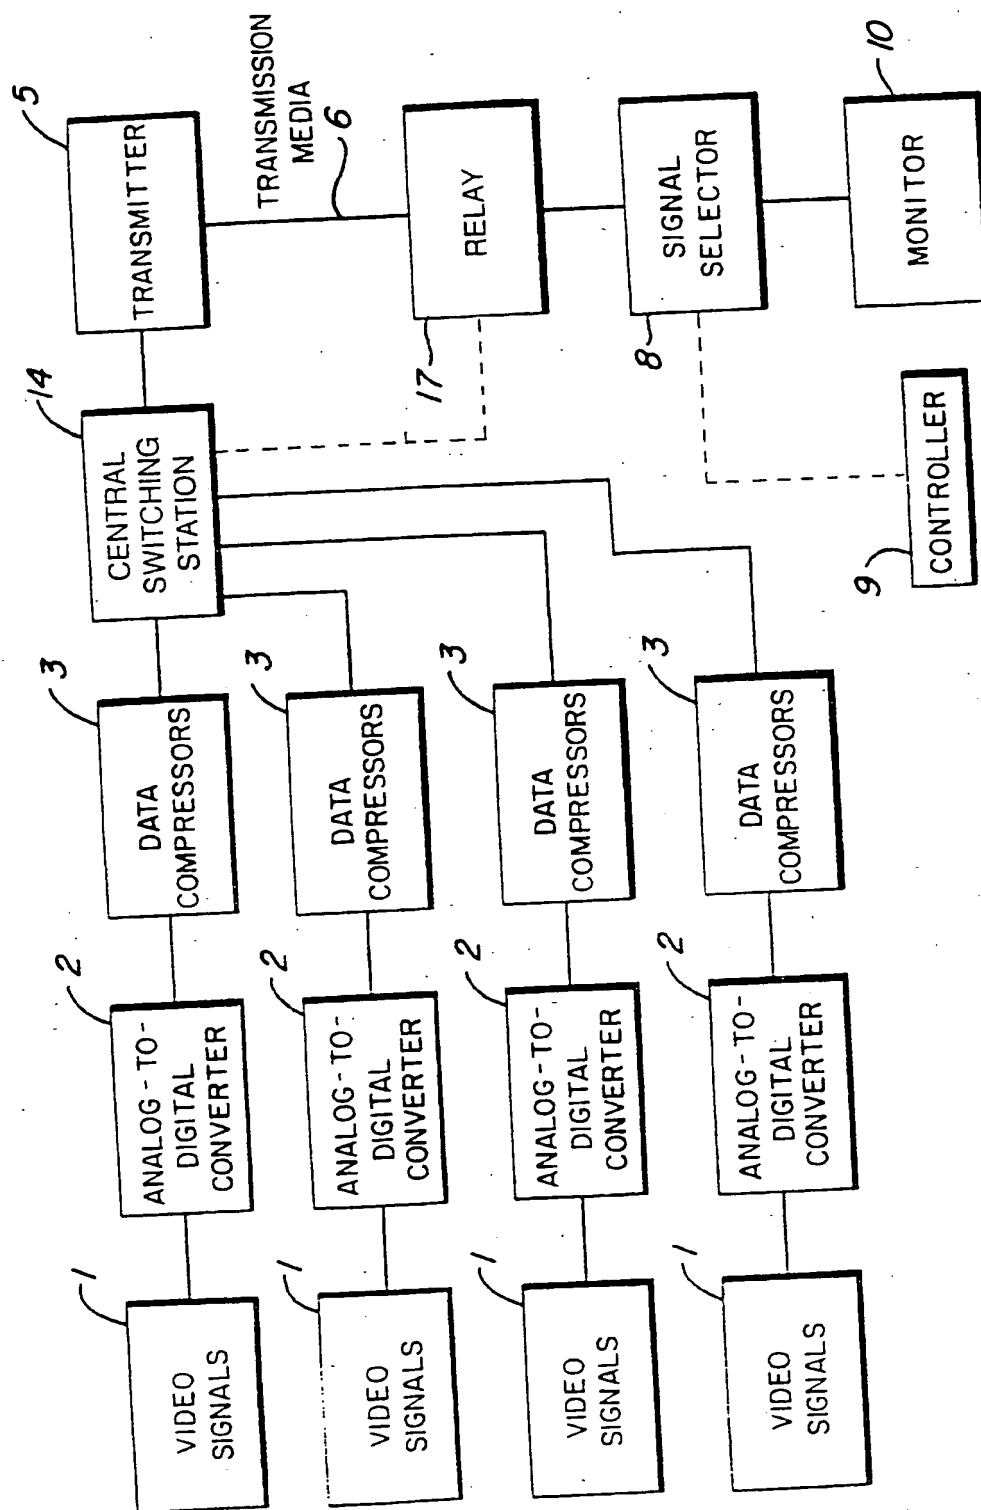 1
VIDEO
SIGNALS
2
ANALOG-TO-
DIGITAL
CONVERTER
3
DATA
COMPRESSORS
14
CENTRAL
SWITCHING
STATION
5
TRANSMITTER
1
VIDEO
SIGNALS
2
ANALOG-TO-
DIGITAL
CONVERTER
3
DATA
COMPRESSORS
TRANSMISSION
MEDIA
6
1
VIDEO
SIGNALS
2
ANALOG-TO-
DIGITAL
CONVERTER
3
DATA
COMPRESSORS
17
RELAY
1
VIDEO
SIGNALS
2
ANALOG-TO-
DIGITAL
CONVERTER
3
DATA
COMPRESSORS
8
SIGNAL
SELECTOR
9
CONTROLLER
10
MONITOR